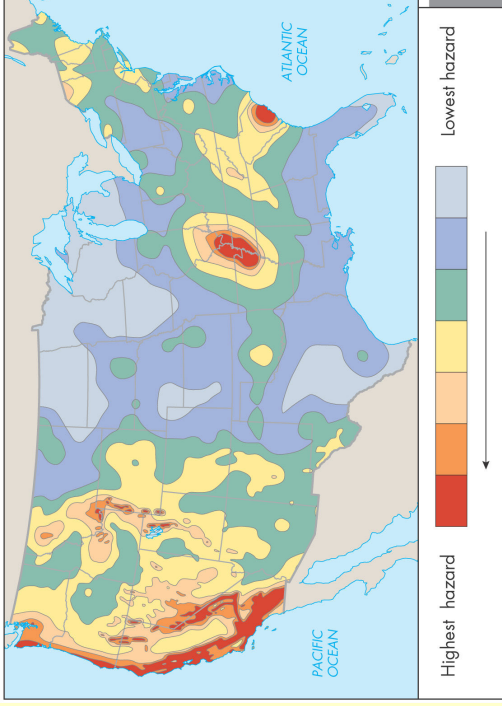 ATLANTIC
OCEAN
PACIFIC
OCEAN
Highest hazard
Lowest hazard